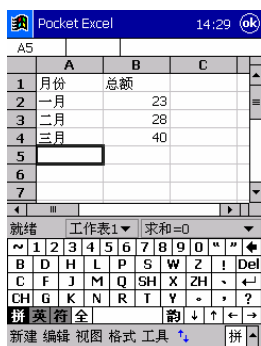 Pocket Excel 14:29 ok
A5
A B C
1 月份 总额
2 一月 23
3 二月 28
4 三月 40
5
6
7
就绪 工作表1 求和=0
~ 1 2 3 4 5 6 7 8 9 0 “ ” ←
B D H L P S W Z ! Del
C F J M Q SH X ZH 、 ↵
CH G K N R T Y 。 , ?
拼 英 符 全 韵 ↓ ↑ ← →
新建 编辑 视图 格式 工具 拼